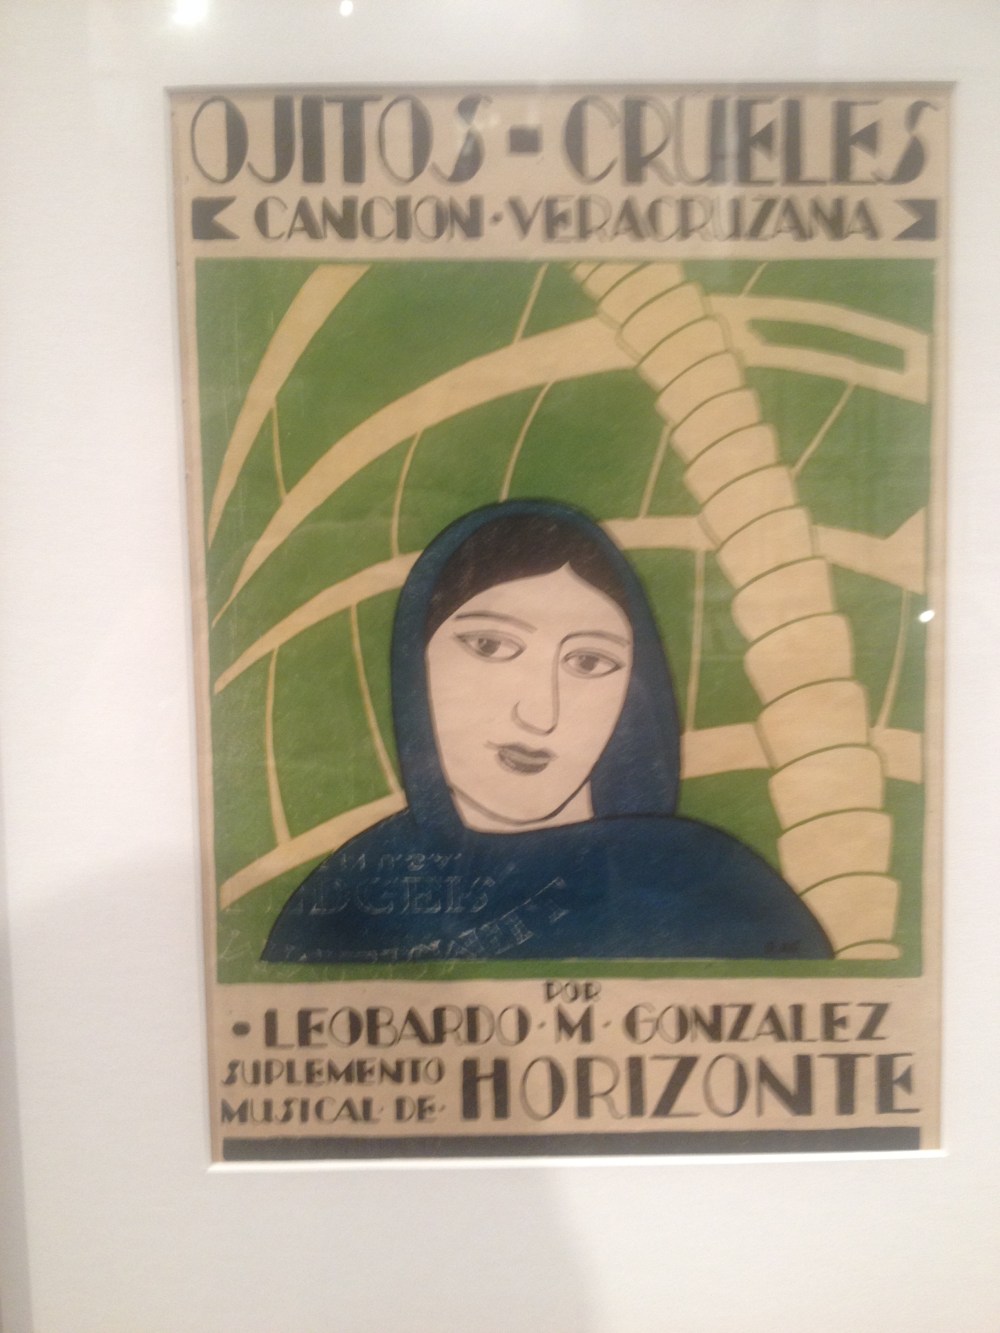 OJITOS - CRUELES
CANCION · VERACRUZANA
POR
· LEOBARDO · M · GONZALEZ
SUPLEMENTO
MUSICAL · DE · HORIZONTE